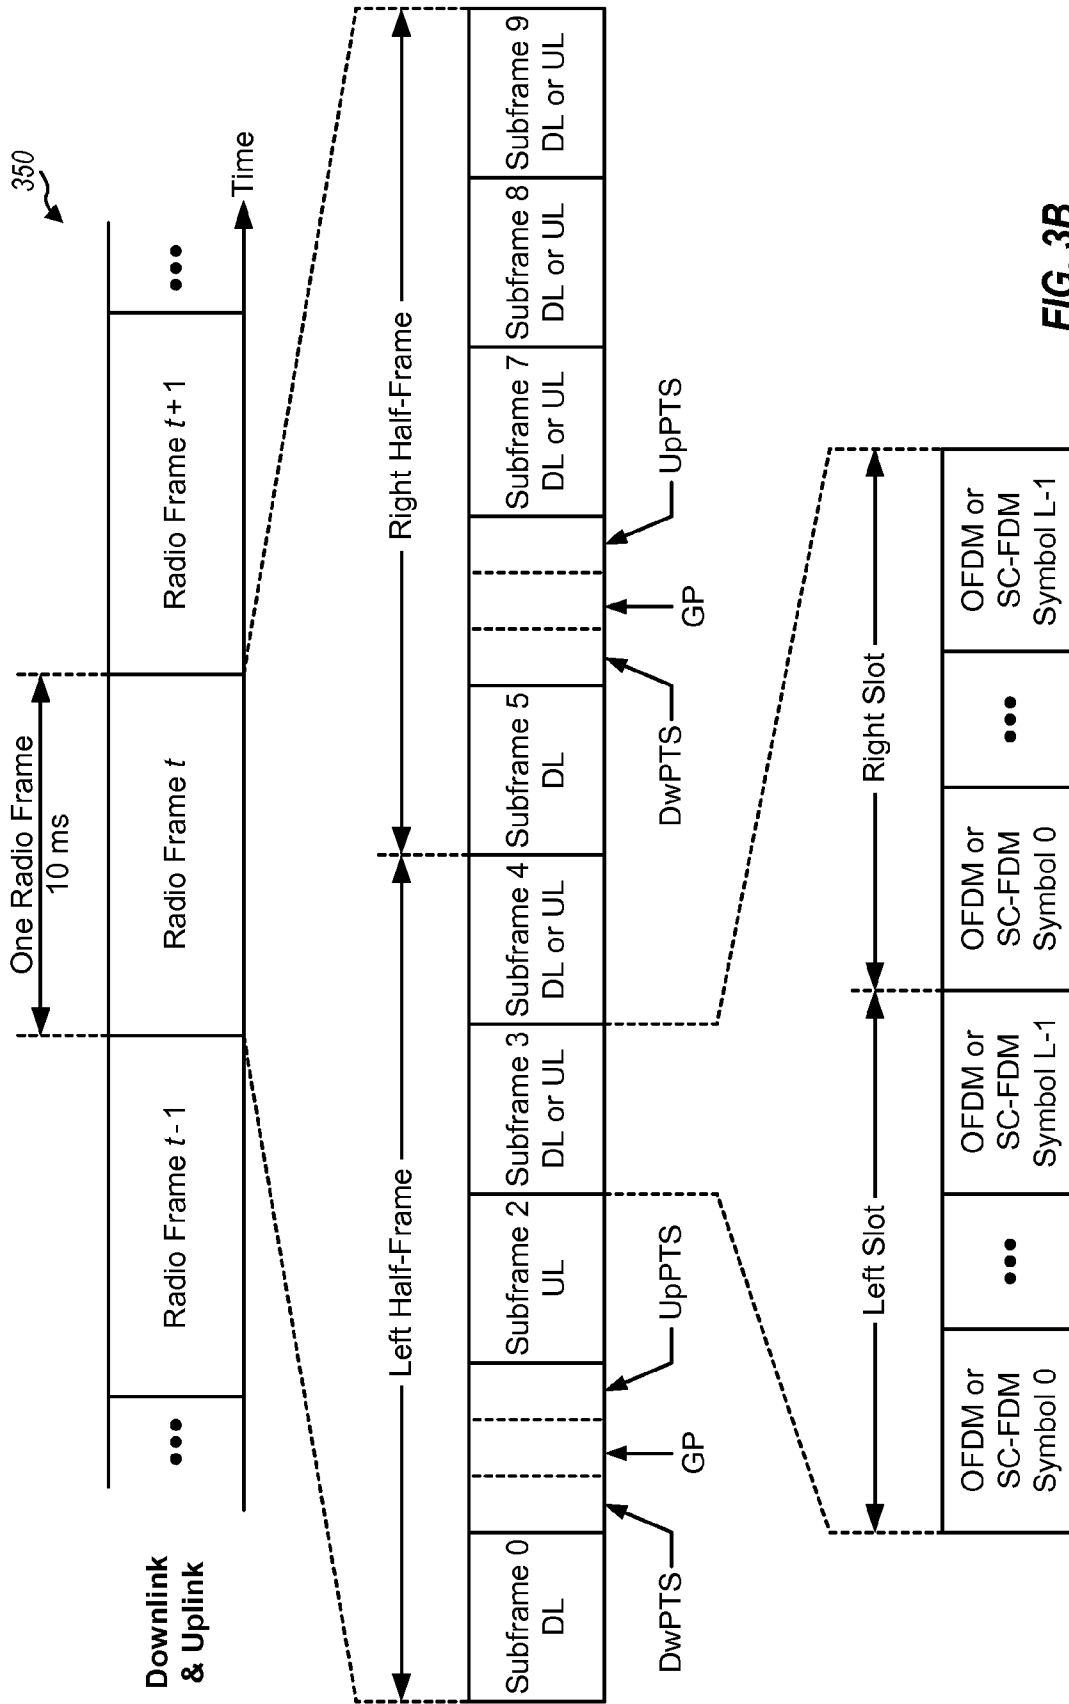 350
One Radio Frame
10 ms
Downlink
& Uplink
•••
Radio Frame t-1
Radio Frame t
Radio Frame t+1
•••
Time
Left Half-Frame
Right Half-Frame
Subframe 0
DL
Subframe 2
UL
Subframe 3
DL or UL
Subframe 4
DL or UL
Subframe 5
DL
Subframe 7
DL or UL
Subframe 8
DL or UL
Subframe 9
DL or UL
DwPTS
GP
UpPTS
DwPTS
GP
UpPTS
Left Slot
Right Slot
OFDM or
SC-FDM
Symbol 0
•••
OFDM or
SC-FDM
Symbol L-1
OFDM or
SC-FDM
Symbol 0
•••
OFDM or
SC-FDM
Symbol L-1
FIG. 3B